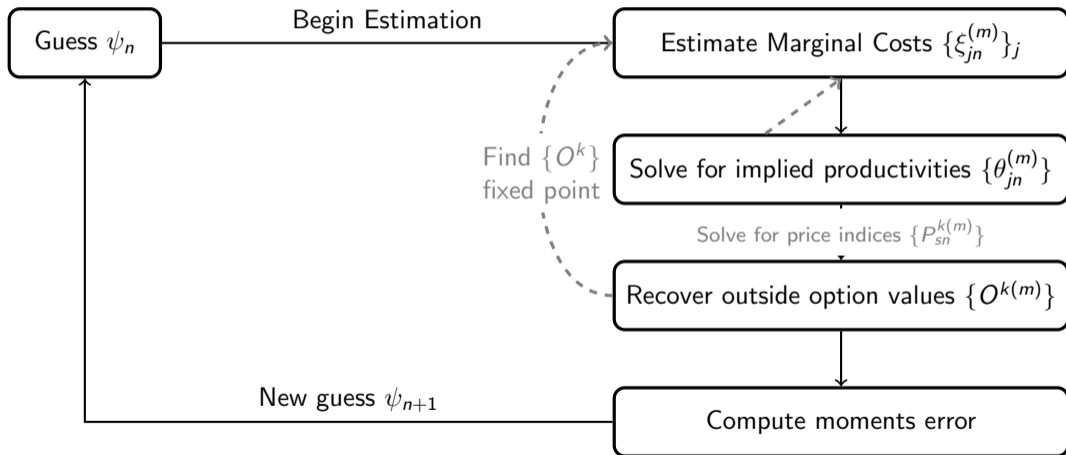 Begin Estimation
Guess ψₙ
Estimate Marginal Costs {ξ_{jn}^{(m)}}_j
Find {O^k}
fixed point
Solve for implied productivities {θ_{jn}^{(m)}}
Solve for price indices {P_{sn}^{k(m)}}
Recover outside option values {O^{k(m)}}
New guess ψ_{n+1}
Compute moments error